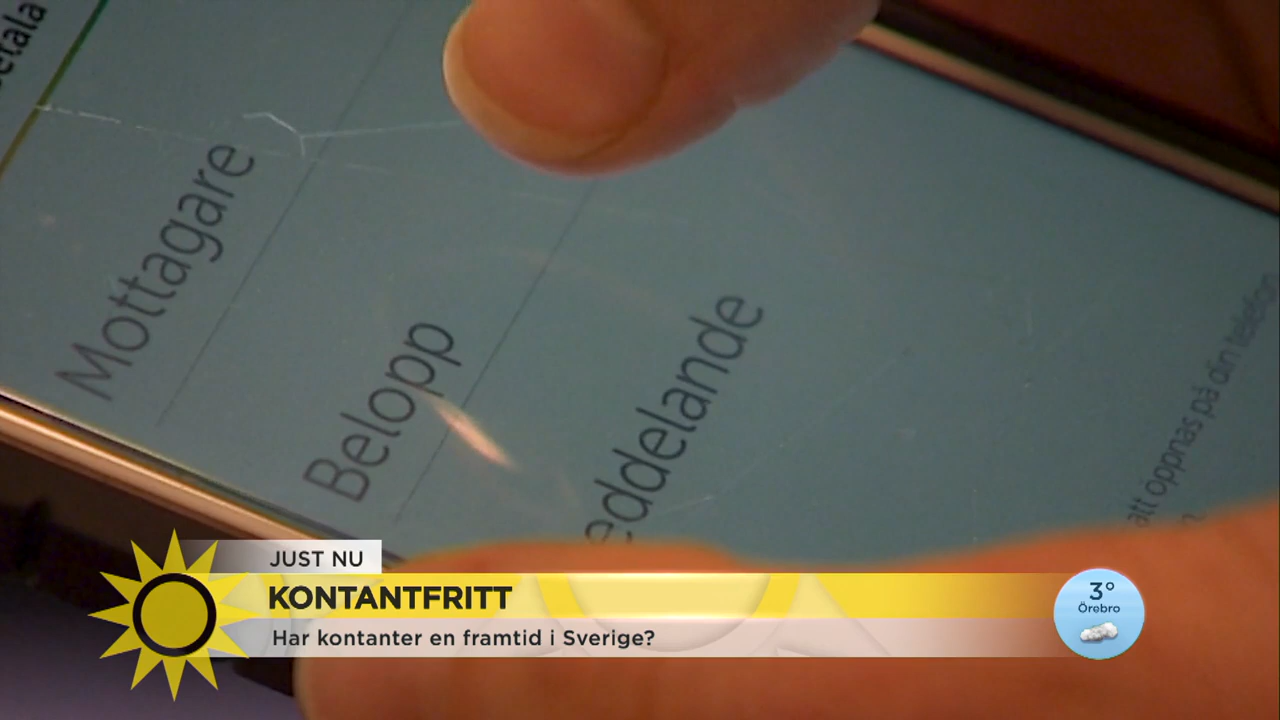 Mottagare
Belopp
eddelande
att öppnas på din telefon
JUST NU
KONTANTFRITT
Har kontanter en framtid i Sverige?
3°
Örebro